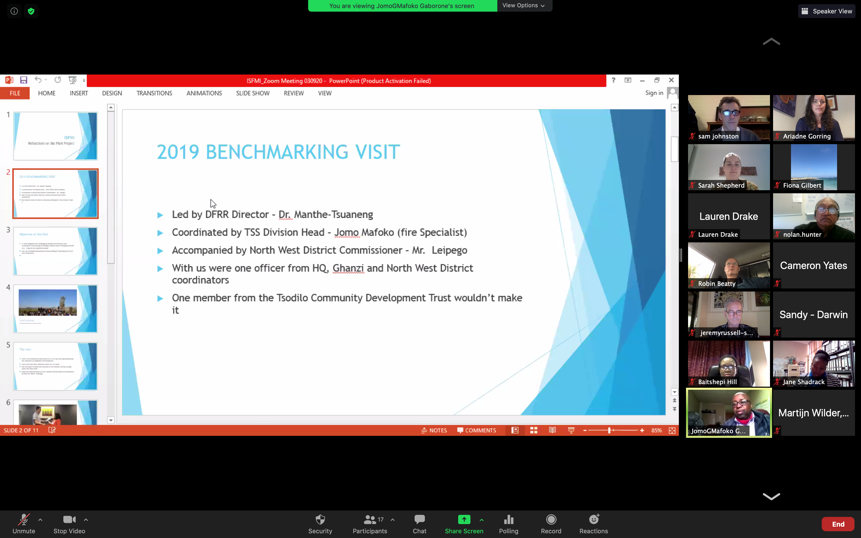 You are viewing JomoGMafoko Gaborone's screen
View Options
Speaker View
ISFMI_Zoom Meeting 030920 - PowerPoint (Product Activation Failed)
FILE HOME INSERT DESIGN TRANSITIONS ANIMATIONS SLIDE SHOW REVIEW VIEW
Sign in
1
2
3
4
5
6
2019 BENCHMARKING VISIT
Led by DFRR Director - Dr. Manthe-Tsuaneng
Coordinated by TSS Division Head - Jomo Mafoko (fire Specialist)
Accompanied by North West District Commissioner - Mr. Leipego
With us were one officer from HQ, Ghanzi and North West District
coordinators
One member from the Tsodilo Community Development Trust wouldn't make
it
SLIDE 2 OF 11
NOTES
COMMENTS
85%
sam johnston
Ariadne Gorring
Sarah Shepherd
Fiona Gilbert
Lauren Drake
Lauren Drake
nolan.hunter
Robin Beatty
Cameron Yates
jeremyrussell-s...
Sandy - Darwin
Baitshepi Hill
Jane Shadrack
JomoGMafoko G...
Martijn Wilder,...
Unmute
Stop Video
Security
17
Participants
Chat
Share Screen
Polling
Record
Reactions
End